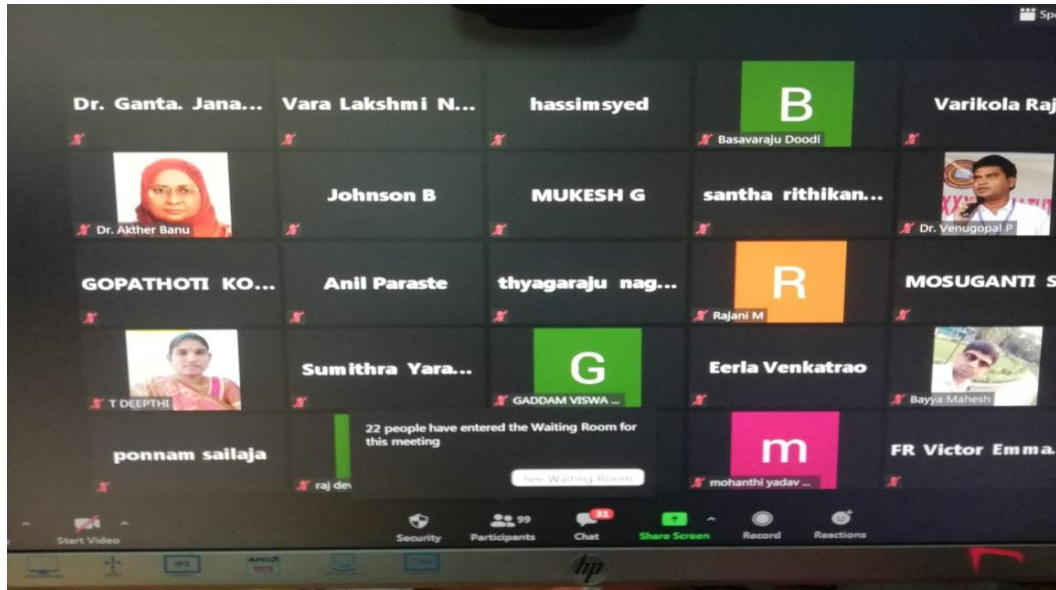 Spe
Dr. Ganta. Jana...
Vara Lakshmi N...
hassimsyed
B
Basavaraju Doodi
Varikola Raj
Dr. Akther Banu
Johnson B
MUKESH G
santha rithikan...
Dr. Venugopal P
GOPATHOTI KO...
Anil Paraste
thyagaraju nag...
R
Rajani M
MOSUGANTI S
T DEEPTHI
Sumithra Yara...
G
GADDAM VISWA ...
Eerla Venkatrao
Bayya Mahesh
ponnam sailaja
raj dev
22 people have entered the Waiting Room for
this meeting
See Waiting Room
m
mohanthi yadav ...
FR Victor Emma.
Start Video
Security
99
Participants
31
Chat
Share Screen
Record
Reactions
IPS
AMD
hp